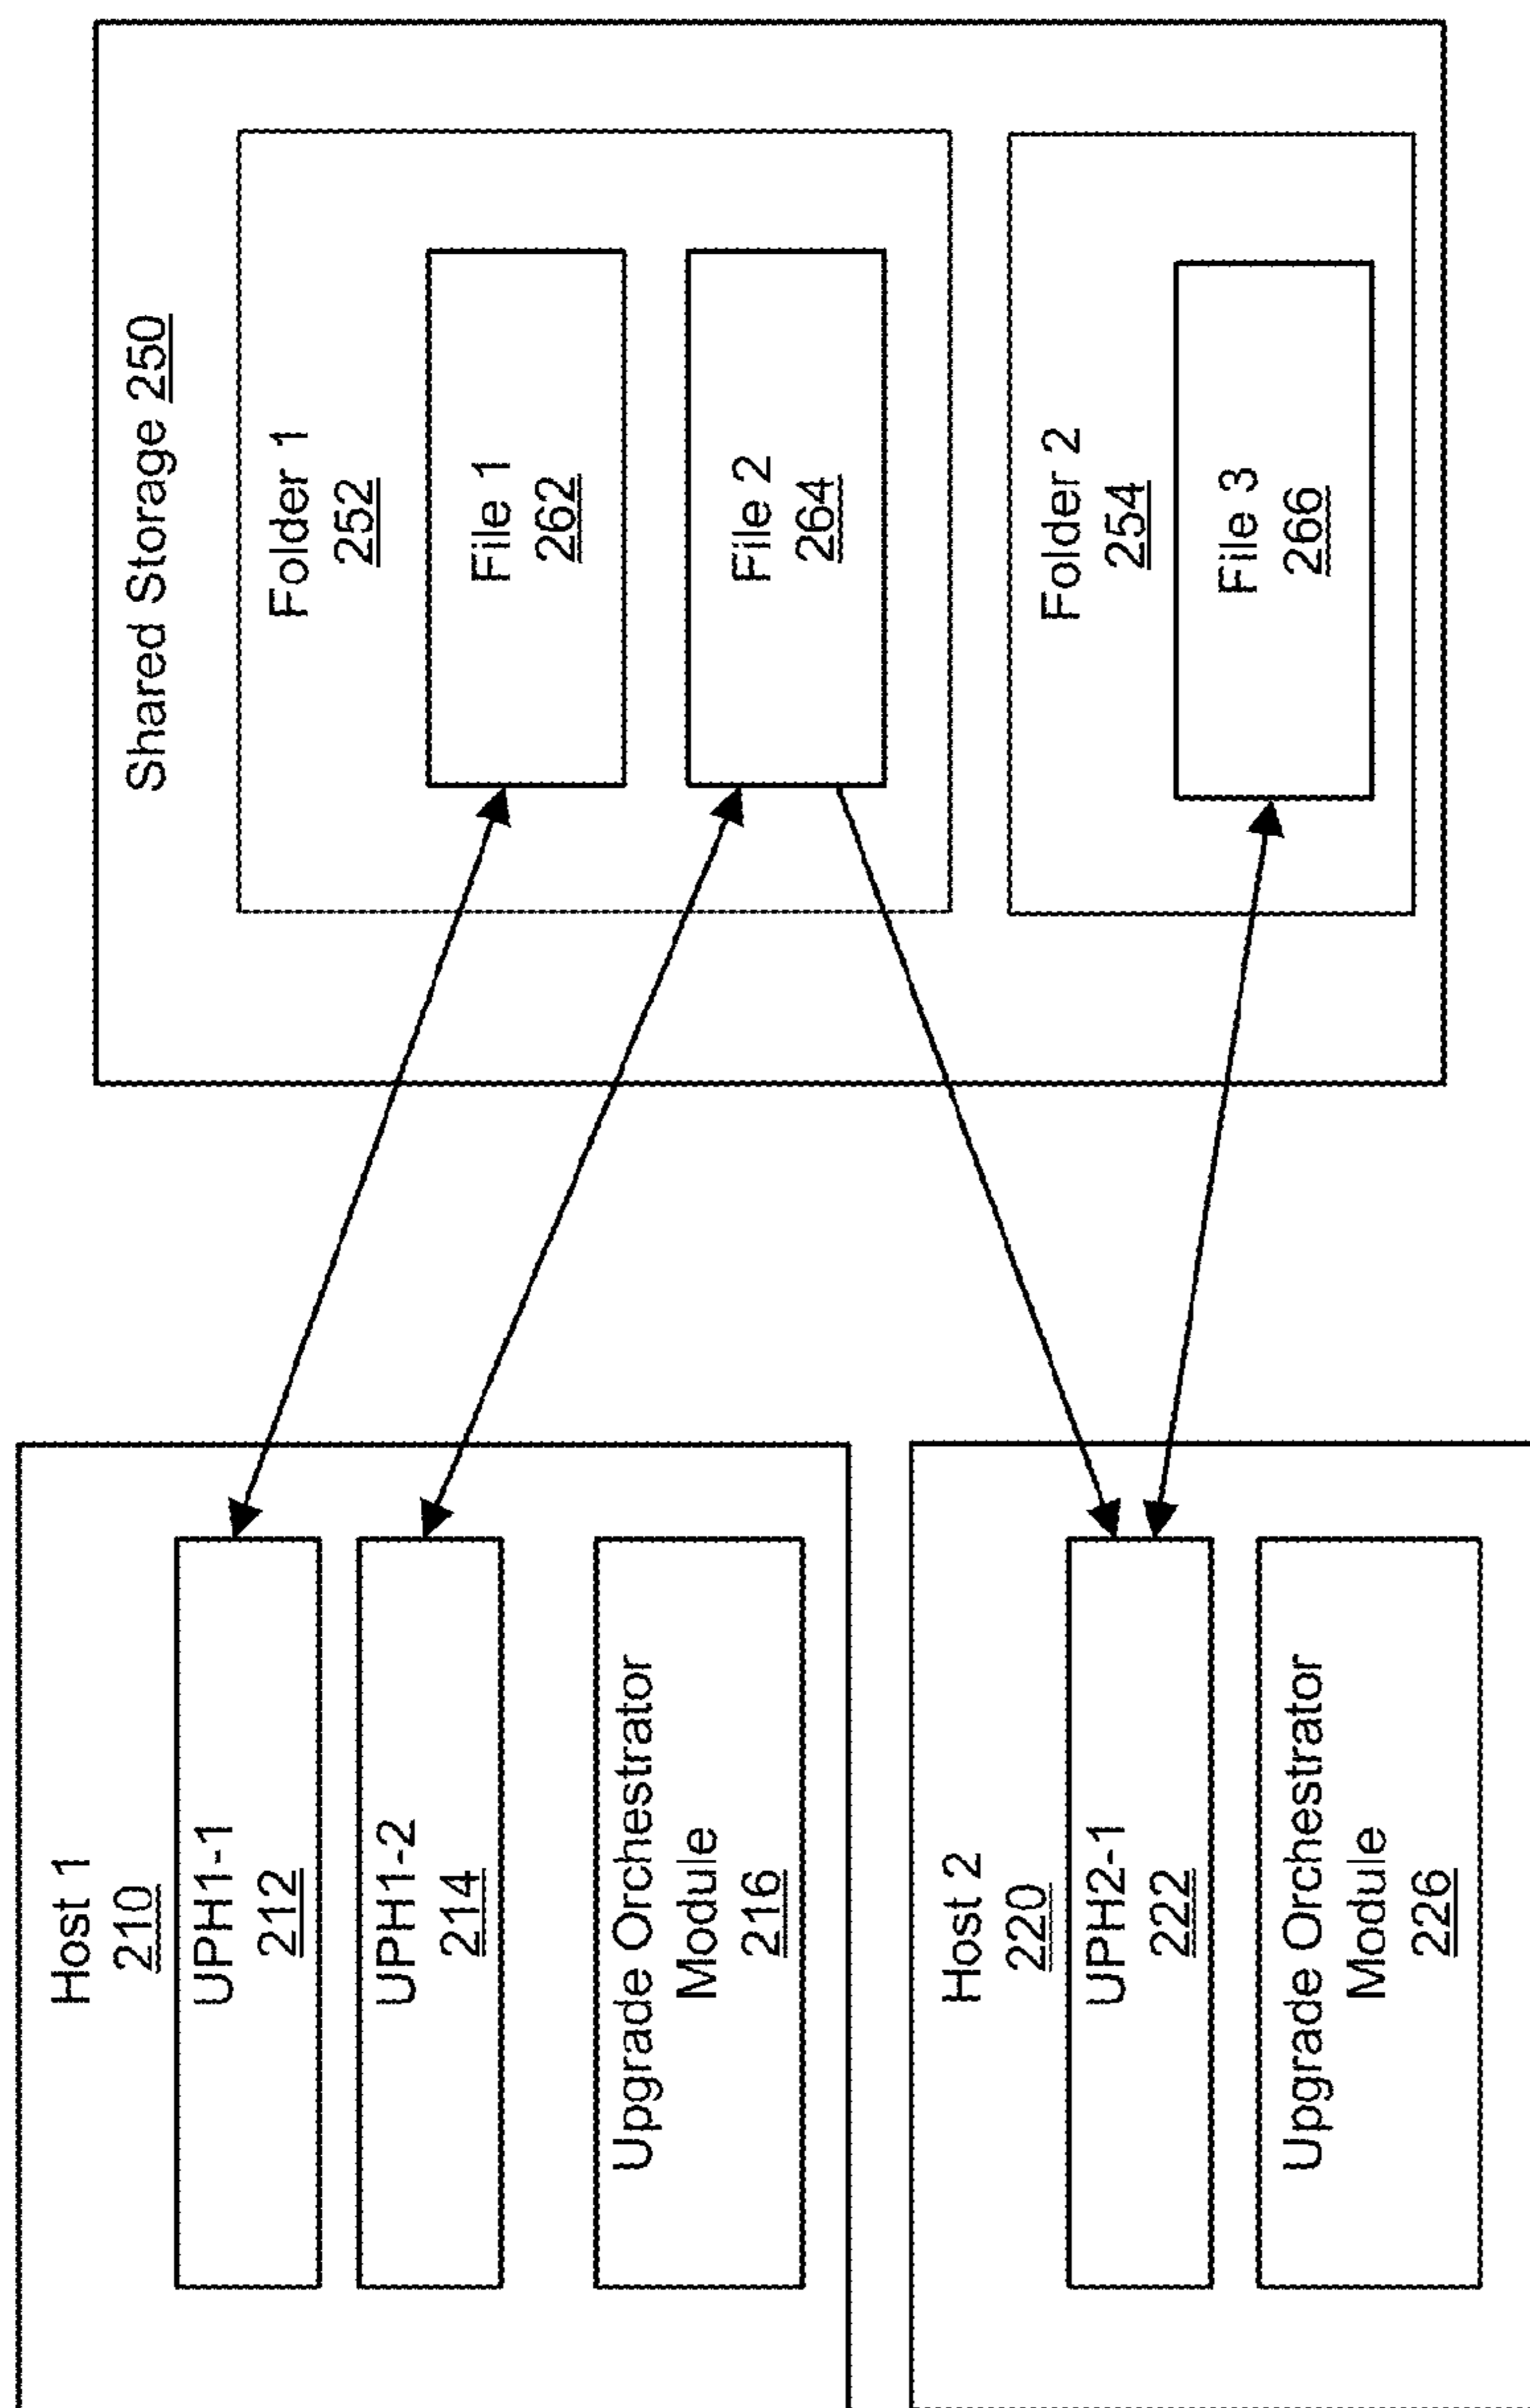 Host 1
210
UPH1-1
212
UPH1-2
214
Upgrade Orchestrator
Module
216
Host 2
220
UPH2-1
222
Upgrade Orchestrator
Module
226
Shared Storage 250
Folder 1
252
File 1
262
File 2
264
Folder 2
254
File 3
266